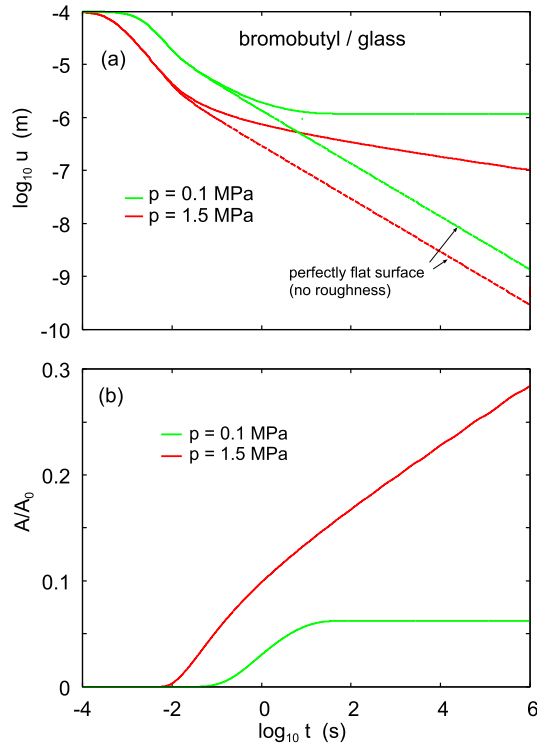 -4
bromobutyl / glass
(a)
-5
-6
-7
-8
-9
-10
log₁₀ u (m)
p = 0.1 MPa
p = 1.5 MPa
perfectly flat surface
(no roughness)
0.3
(b)
p = 0.1 MPa
p = 1.5 MPa
0.2
A/A₀
0.1
0
-4 -2 0 2 4 6
log₁₀ t (s)